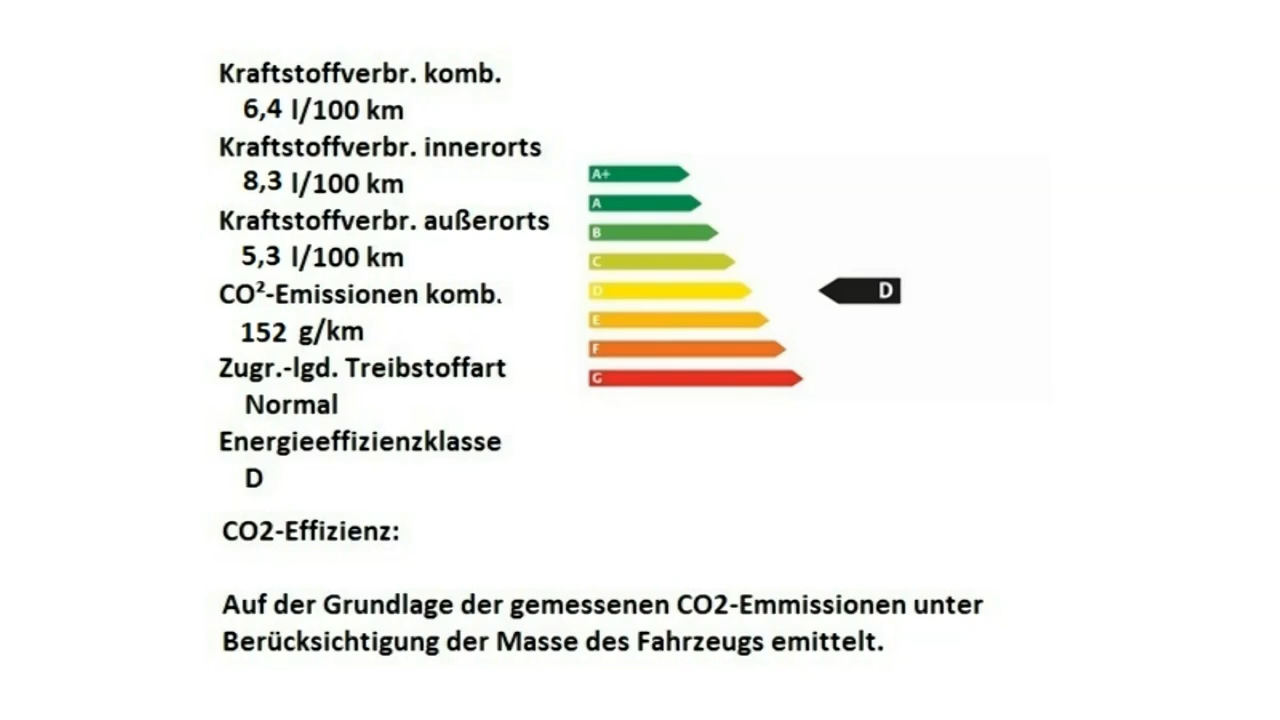 Kraftstoffverbr. komb.
6,4 l/100 km
Kraftstoffverbr. innerorts
8,3 l/100 km
Kraftstoffverbr. außerorts
5,3 l/100 km
CO²-Emissionen komb.
152 g/km
Zugr.-lgd. Treibstoffart
Normal
Energieeffizienzklasse
D
A+
A
B
C
D
E
F
G
D
CO2-Effizienz:
Auf der Grundlage der gemessenen CO2-Emmissionen unter
Berücksichtigung der Masse des Fahrzeugs emittelt.